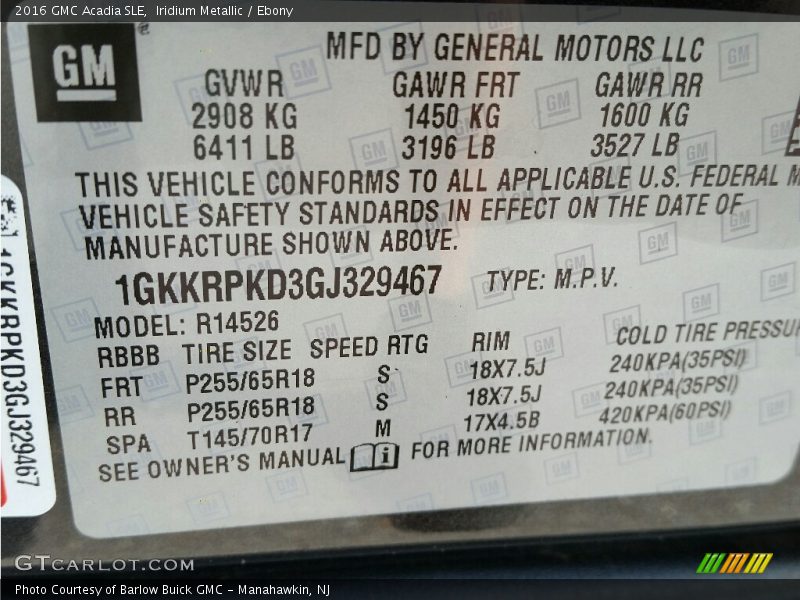 2016 GMC Acadia SLE, Iridium Metallic / Ebony
GM
MFD BY GENERAL MOTORS LLC
GVWR GAWR FRT GAWR RR
2908 KG 1450 KG 1600 KG
6411 LB 3196 LB 3527 LB
THIS VEHICLE CONFORMS TO ALL APPLICABLE U.S. FEDERAL M
VEHICLE SAFETY STANDARDS IN EFFECT ON THE DATE OF
MANUFACTURE SHOWN ABOVE.
1GKKRPKD3GJ329467 TYPE: M.P.V.
MODEL: R14526
RBBB TIRE SIZE SPEED RTG RIM COLD TIRE PRESSU
FRT P255/65R18 S 18X7.5J 240KPA(35PSI)
RR P255/65R18 S 18X7.5J 240KPA(35PSI)
SPA T145/70R17 M 17X4.5B 420KPA(60PSI)
SEE OWNER'S MANUAL FOR MORE INFORMATION.
1GKKRPKD3GJ329467
GTCARLOT.COM
Photo Courtesy of Barlow Buick GMC - Manahawkin, NJ